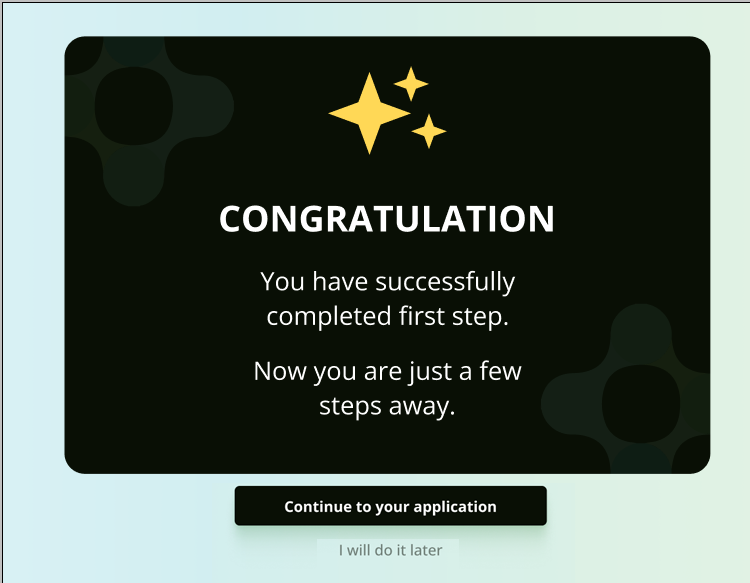 CONGRATULATION
You have successfully
completed first step.
Now you are just a few
steps away.
Continue to your application
I will do it later